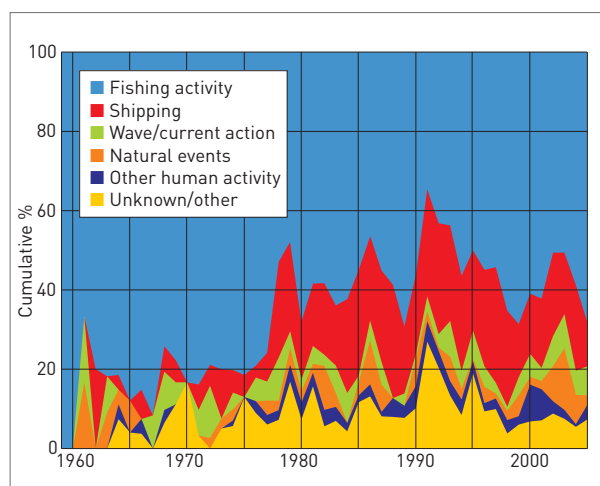 100
80
60
40
20
0
Cumulative %
Fishing activity
Shipping
Wave/current action
Natural events
Other human activity
Unknown/other
1960
1970
1980
1990
2000